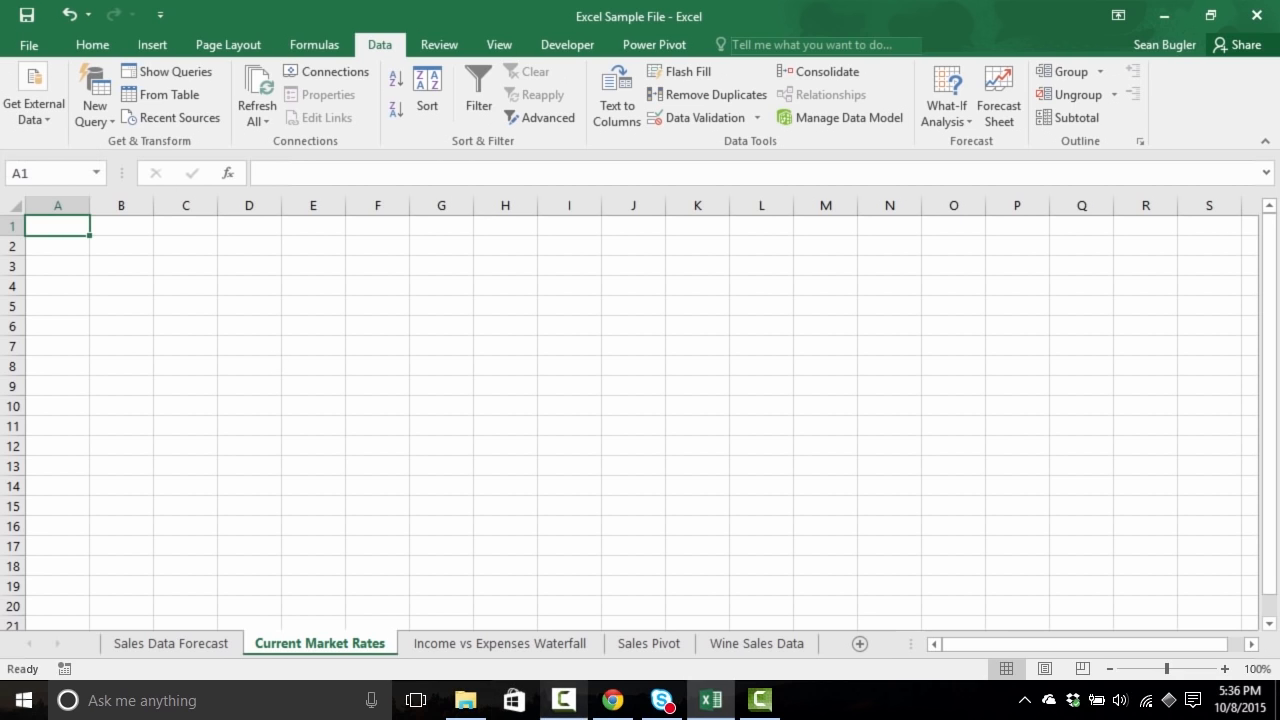 Excel Sample File - Excel
File Home Insert Page Layout Formulas Data Review View Developer Power Pivot Tell me what you want to do... Sean Bugler Share
Get External Data
New Query
Show Queries
From Table
Recent Sources
Get & Transform
Refresh All
Connections
Properties
Edit Links
Connections
Sort
Filter
Clear
Reapply
Advanced
Sort & Filter
Text to Columns
Flash Fill
Remove Duplicates
Data Validation
Consolidate
Relationships
Manage Data Model
Data Tools
What-If Analysis
Forecast Sheet
Forecast
Group
Ungroup
Subtotal
Outline
A1 fx
A B C D E F G H I J K L M N O P Q R S
1
2
3
4
5
6
7
8
9
10
11
12
13
14
15
16
17
18
19
20
21
Sales Data Forecast Current Market Rates Income vs Expenses Waterfall Sales Pivot Wine Sales Data
Ready 100%
Ask me anything 5:36 PM
10/8/2015